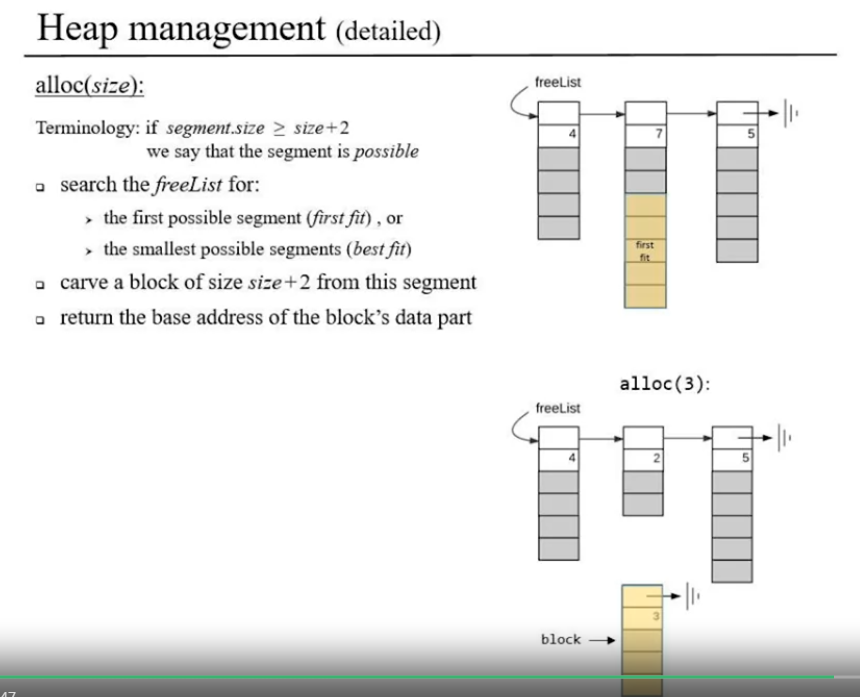 Heap management (detailed)
alloc(size):
Terminology: if segment.size ≥ size+2
we say that the segment is possible
search the freeList for:
the first possible segment (first fit) , or
the smallest possible segments (best fit)
carve a block of size size+2 from this segment
return the base address of the block's data part
freeList
4
7
5
first
fit
alloc(3):
freeList
4
2
5
3
block
47